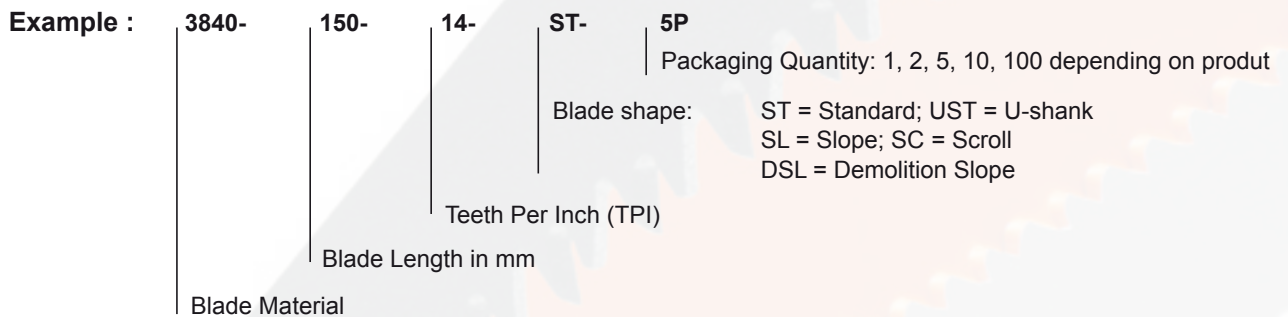 Example : 3840- 150- 14- ST- 5P
Packaging Quantity: 1, 2, 5, 10, 100 depending on produt
Blade shape: ST = Standard; UST = U-shank
SL = Slope; SC = Scroll
DSL = Demolition Slope
Teeth Per Inch (TPI)
Blade Length in mm
Blade Material